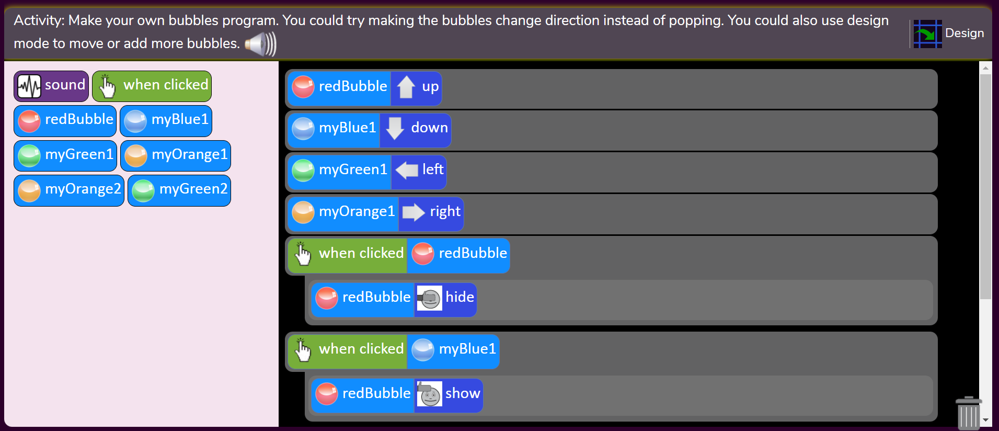 Activity: Make your own bubbles program. You could try making the bubbles change direction instead of popping. You could also use design
mode to move or add more bubbles.
Design
sound when clicked
redBubble myBlue1
myGreen1 myOrange1
myOrange2 myGreen2
redBubble up
myBlue1 down
myGreen1 left
myOrange1 right
when clicked redBubble
redBubble hide
when clicked myBlue1
redBubble show